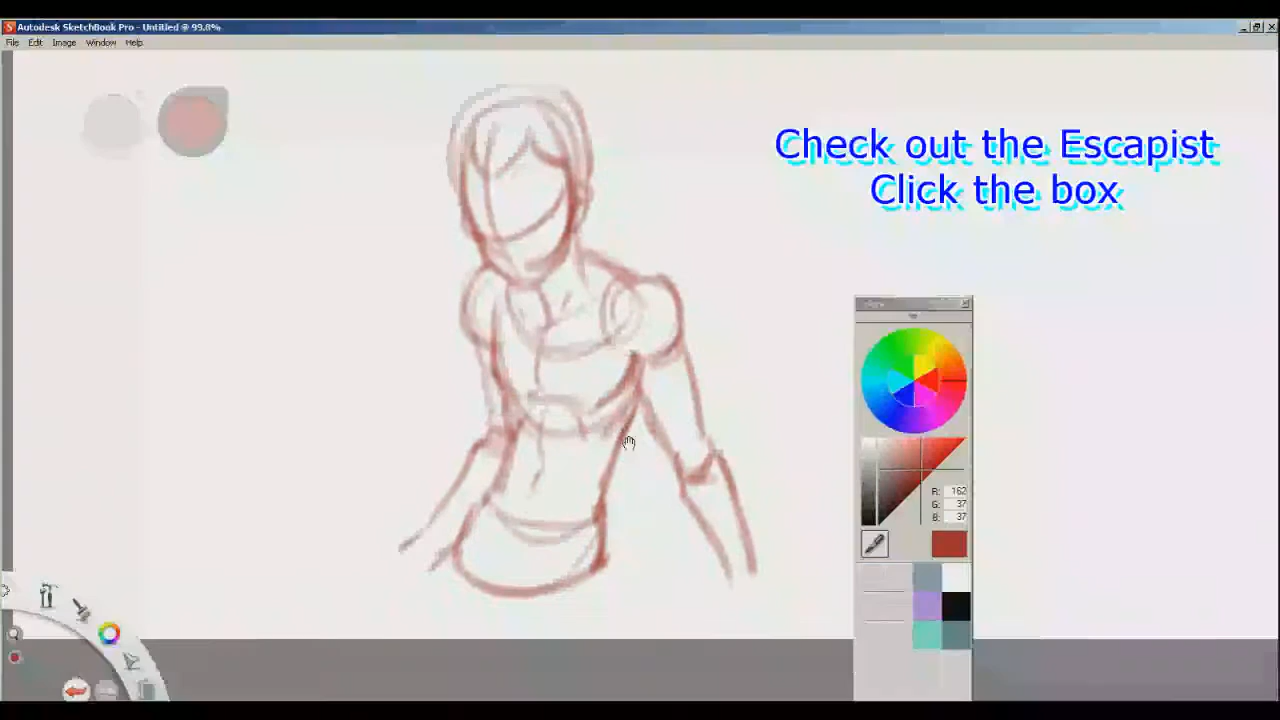 Autodesk SketchBook Pro - Untitled @ 99.8%
File Edit Image Window Help
Check out the Escapist
Click the box
R: 162
G: 37
B: 37